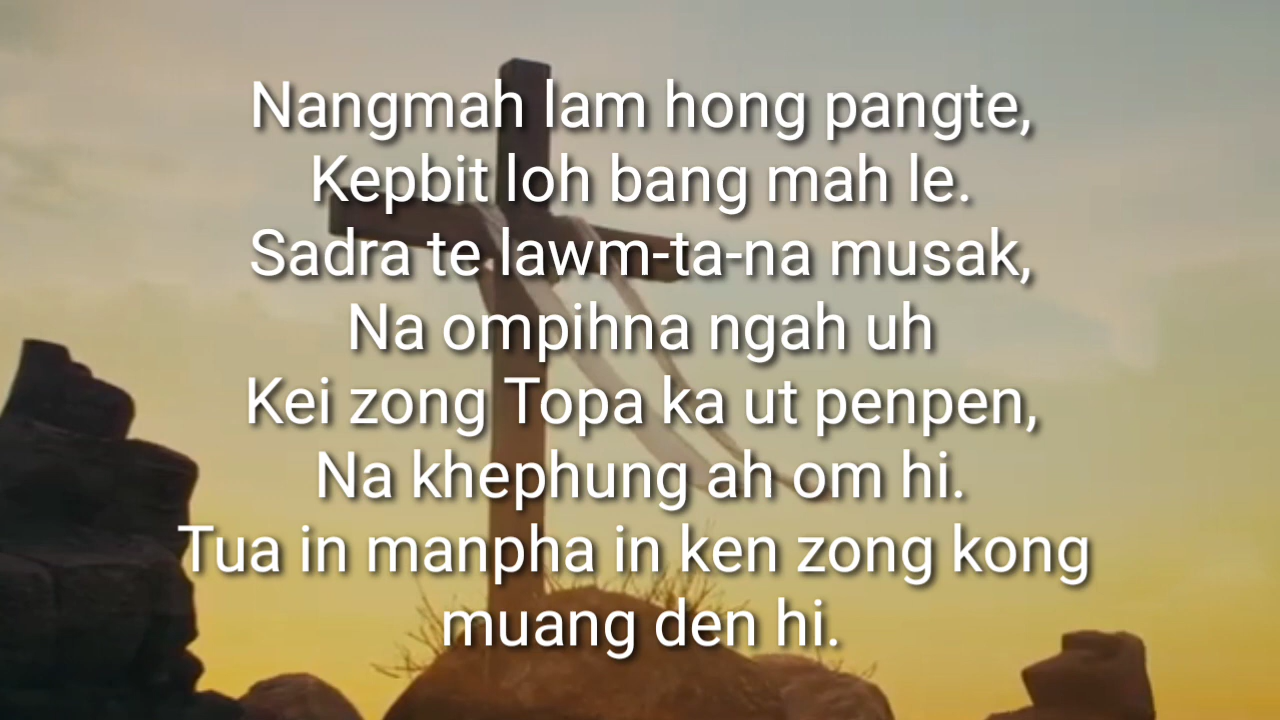 Nangmah lam hong pangte,
Kepbit loh bang mah le.
Sadra te lawm-ta-na musak,
Na ompihna ngah uh
Kei zong Topa ka ut penpen,
Na khephung ah om hi.
Tua in manpha in ken zong kong
muang den hi.